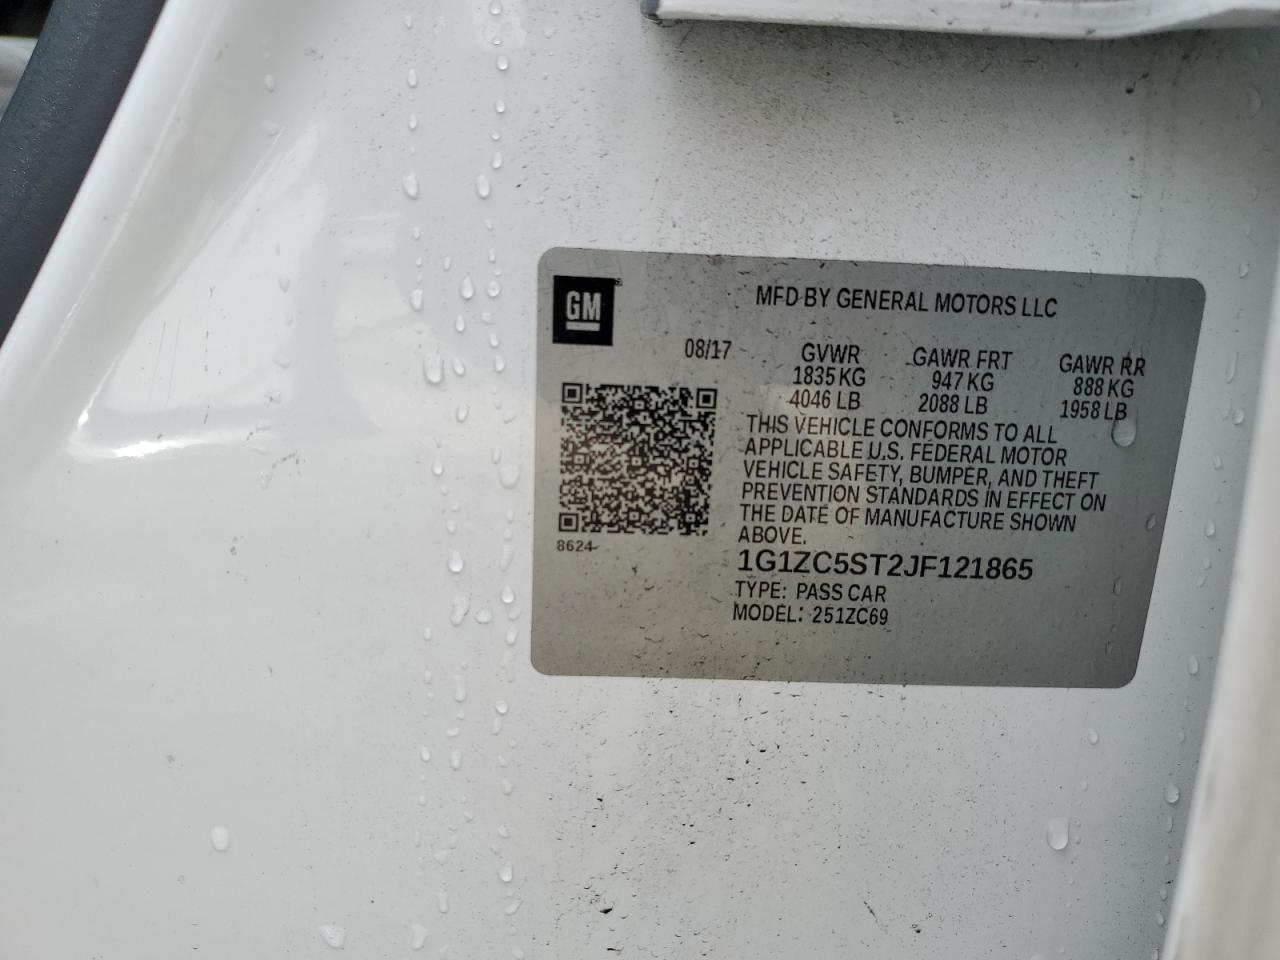 GM
MFD BY GENERAL MOTORS LLC
08/17 GVWR GAWR FRT GAWR RR
1835 KG 947 KG 888 KG
4046 LB 2088 LB 1958 LB
THIS VEHICLE CONFORMS TO ALL
APPLICABLE U.S. FEDERAL MOTOR
VEHICLE SAFETY, BUMPER, AND THEFT
PREVENTION STANDARDS IN EFFECT ON
THE DATE OF MANUFACTURE SHOWN
ABOVE.
8624
1G1ZC5ST2JF121865
TYPE: PASS CAR
MODEL: 251ZC69